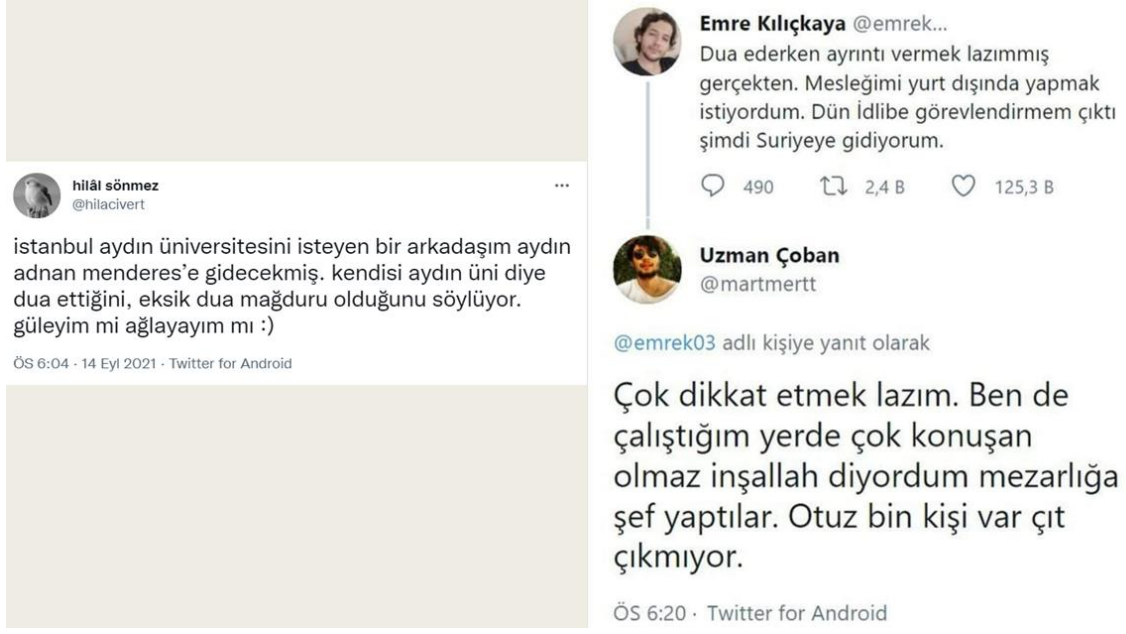 hilâl sönmez
@hilacivert
istanbul aydın üniversitesini isteyen bir arkadaşım aydın
adnan menderes'e gidecekmiş. kendisi aydın üni diye
dua ettiğini, eksik dua mağduru olduğunu söylüyor.
güleyim mi ağlayayım mı :)
ÖS 6:04 · 14 Eyl 2021 · Twitter for Android
Emre Kılıçkaya @emrek...
Dua ederken ayrıntı vermek lazımmış
gerçekten. Mesleğimi yurt dışında yapmak
istiyordum. Dün İdlibe görevlendirmem çıktı
şimdi Suriyeye gidiyorum.
490 2,4 B 125,3 B
Uzman Çoban
@martmertt
@emrek03 adlı kişiye yanıt olarak
Çok dikkat etmek lazım. Ben de
çalıştığım yerde çok konuşan
olmaz inşallah diyordum mezarlığa
şef yaptılar. Otuz bin kişi var çıt
çıkmıyor.
ÖS 6:20 · Twitter for Android